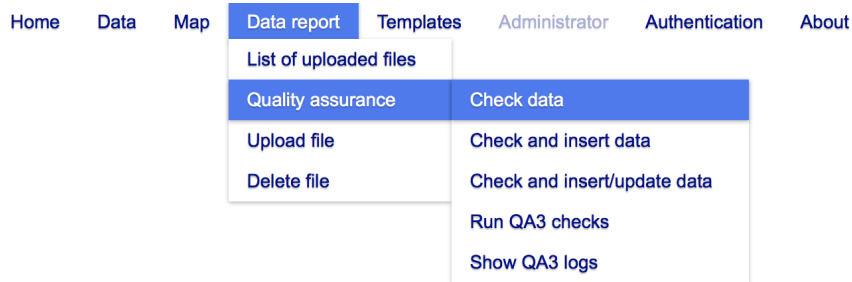 Home Data Map Data report Templates Administrator Authentication About
List of uploaded files
Quality assurance Check data
Upload file Check and insert data
Delete file Check and insert/update data
Run QA3 checks
Show QA3 logs